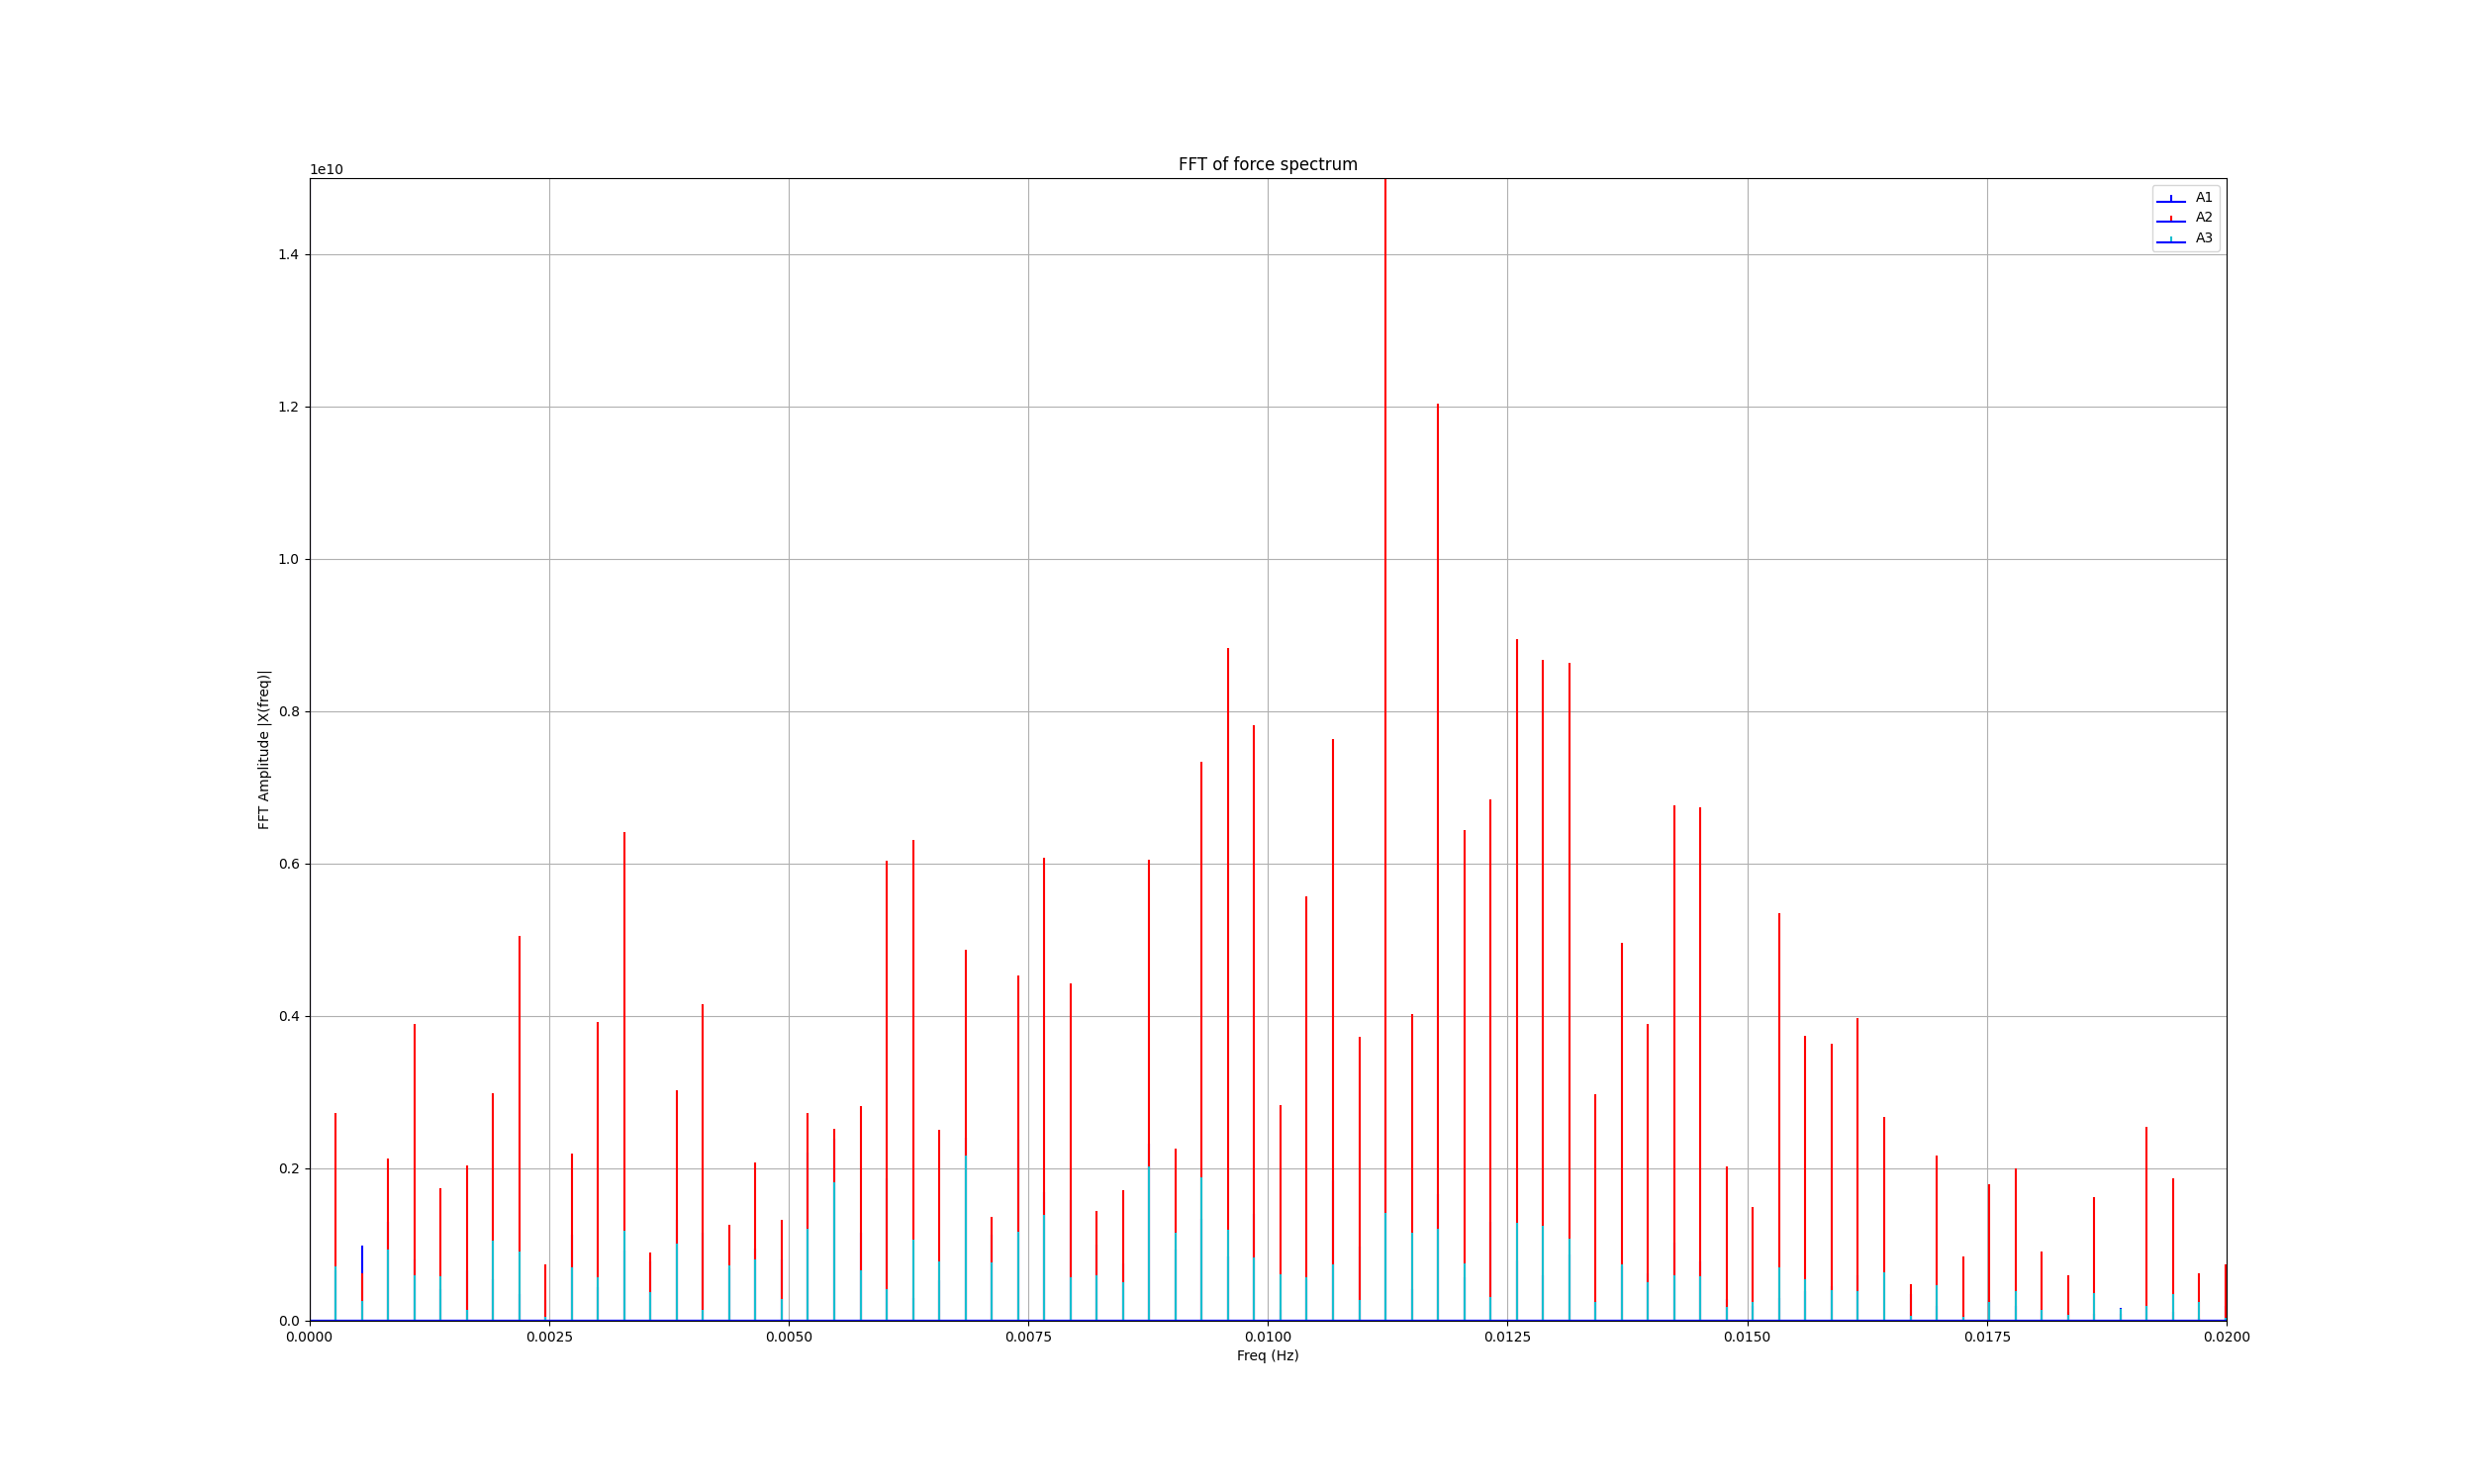 FFT of force spectrum
1e10
A1
A2
A3
1.4
1.2
1.0
0.8
0.6
0.4
0.2
0.0
FFT Amplitude |X(freq)|
0.0000 0.0025 0.0050 0.0075 0.0100 0.0125 0.0150 0.0175 0.0200
Freq (Hz)